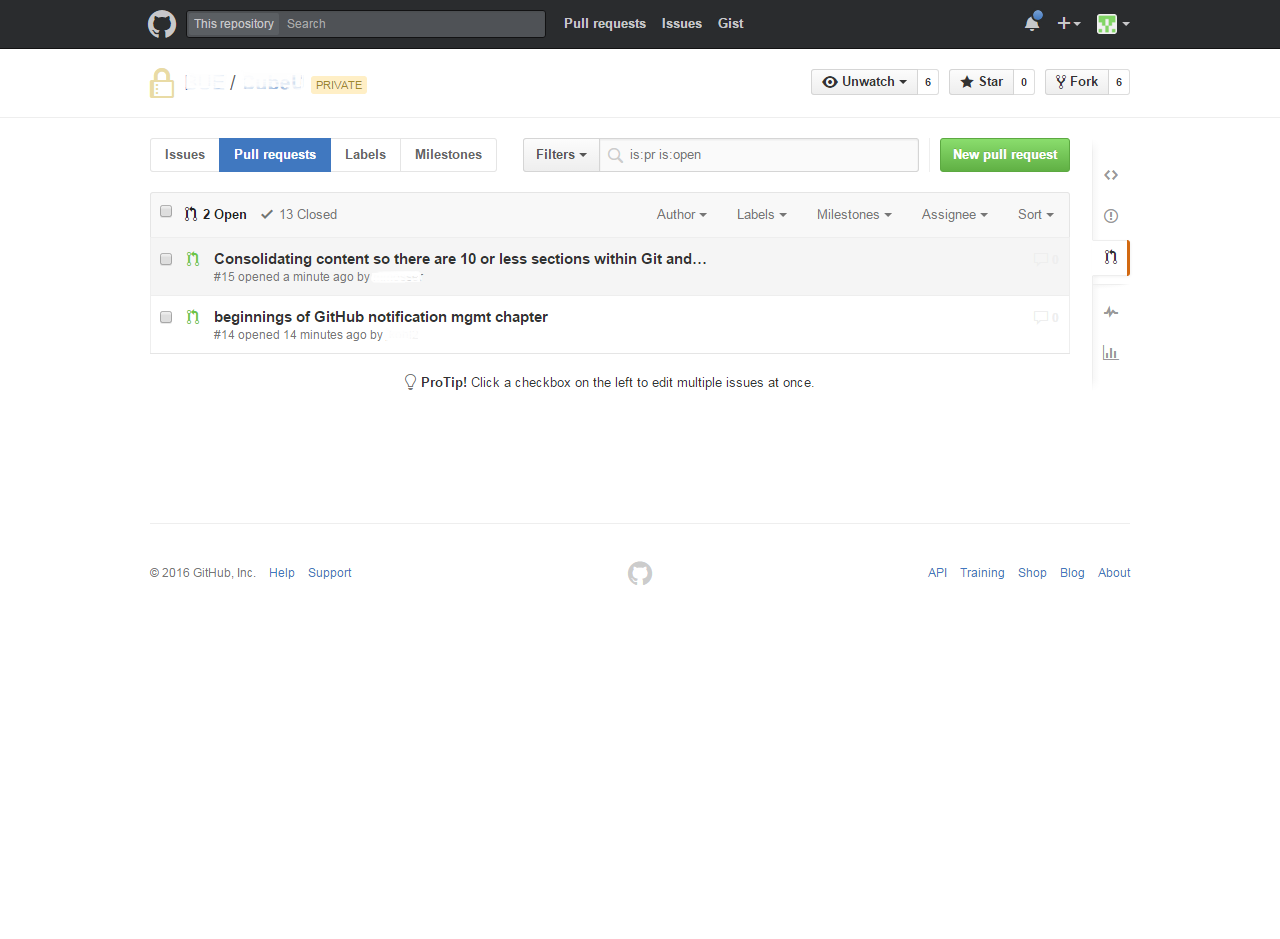 This repository Search Pull requests Issues Gist
/ PRIVATE Unwatch 6 Star 0 Fork 6
Issues Pull requests Labels Milestones Filters is:pr is:open New pull request
2 Open 13 Closed Author Labels Milestones Assignee Sort
Consolidating content so there are 10 or less sections within Git and… 0
#15 opened a minute ago by
beginnings of GitHub notification mgmt chapter 0
#14 opened 14 minutes ago by
ProTip! Click a checkbox on the left to edit multiple issues at once.
© 2016 GitHub, Inc. Help Support API Training Shop Blog About